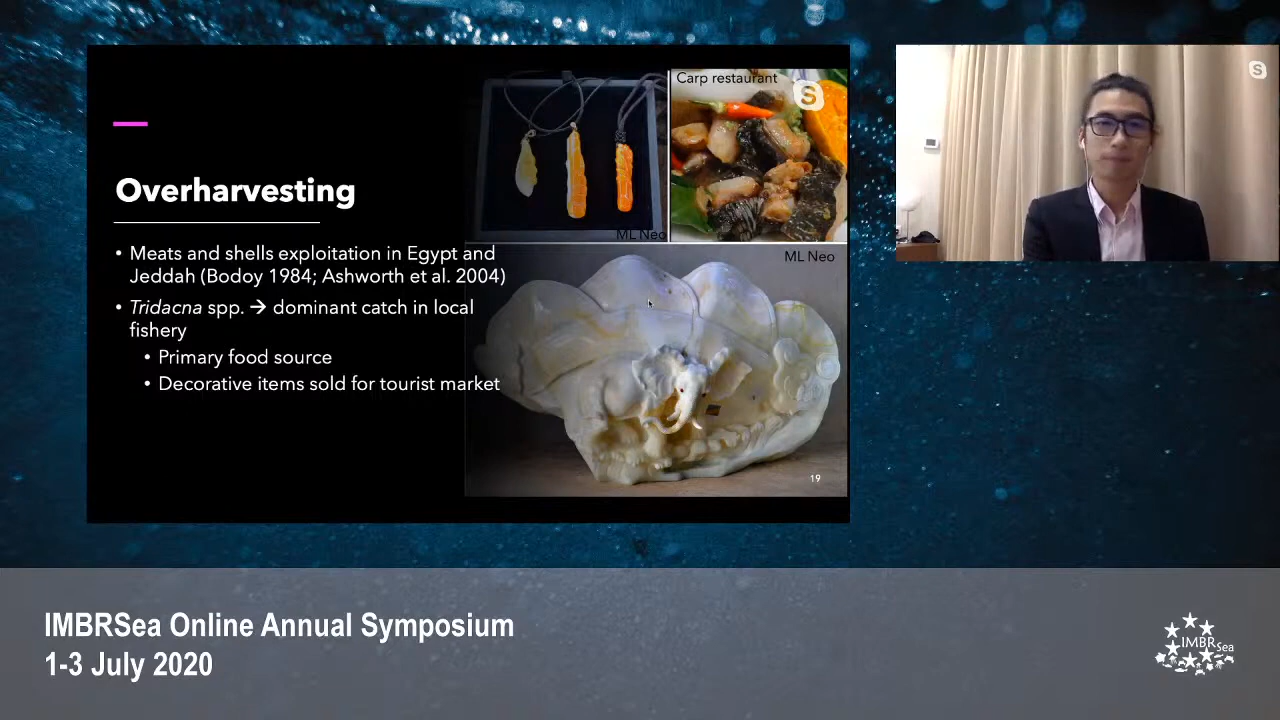 Carp restaurant
Overharvesting
ML Neo
• Meats and shells exploitation in Egypt and
Jeddah (Bodoy 1984; Ashworth et al. 2004)
ML Neo
• Tridacna spp. → dominant catch in local
fishery
• Primary food source
• Decorative items sold for tourist market
19
IMBRSea Online Annual Symposium
1-3 July 2020
IMBRSea